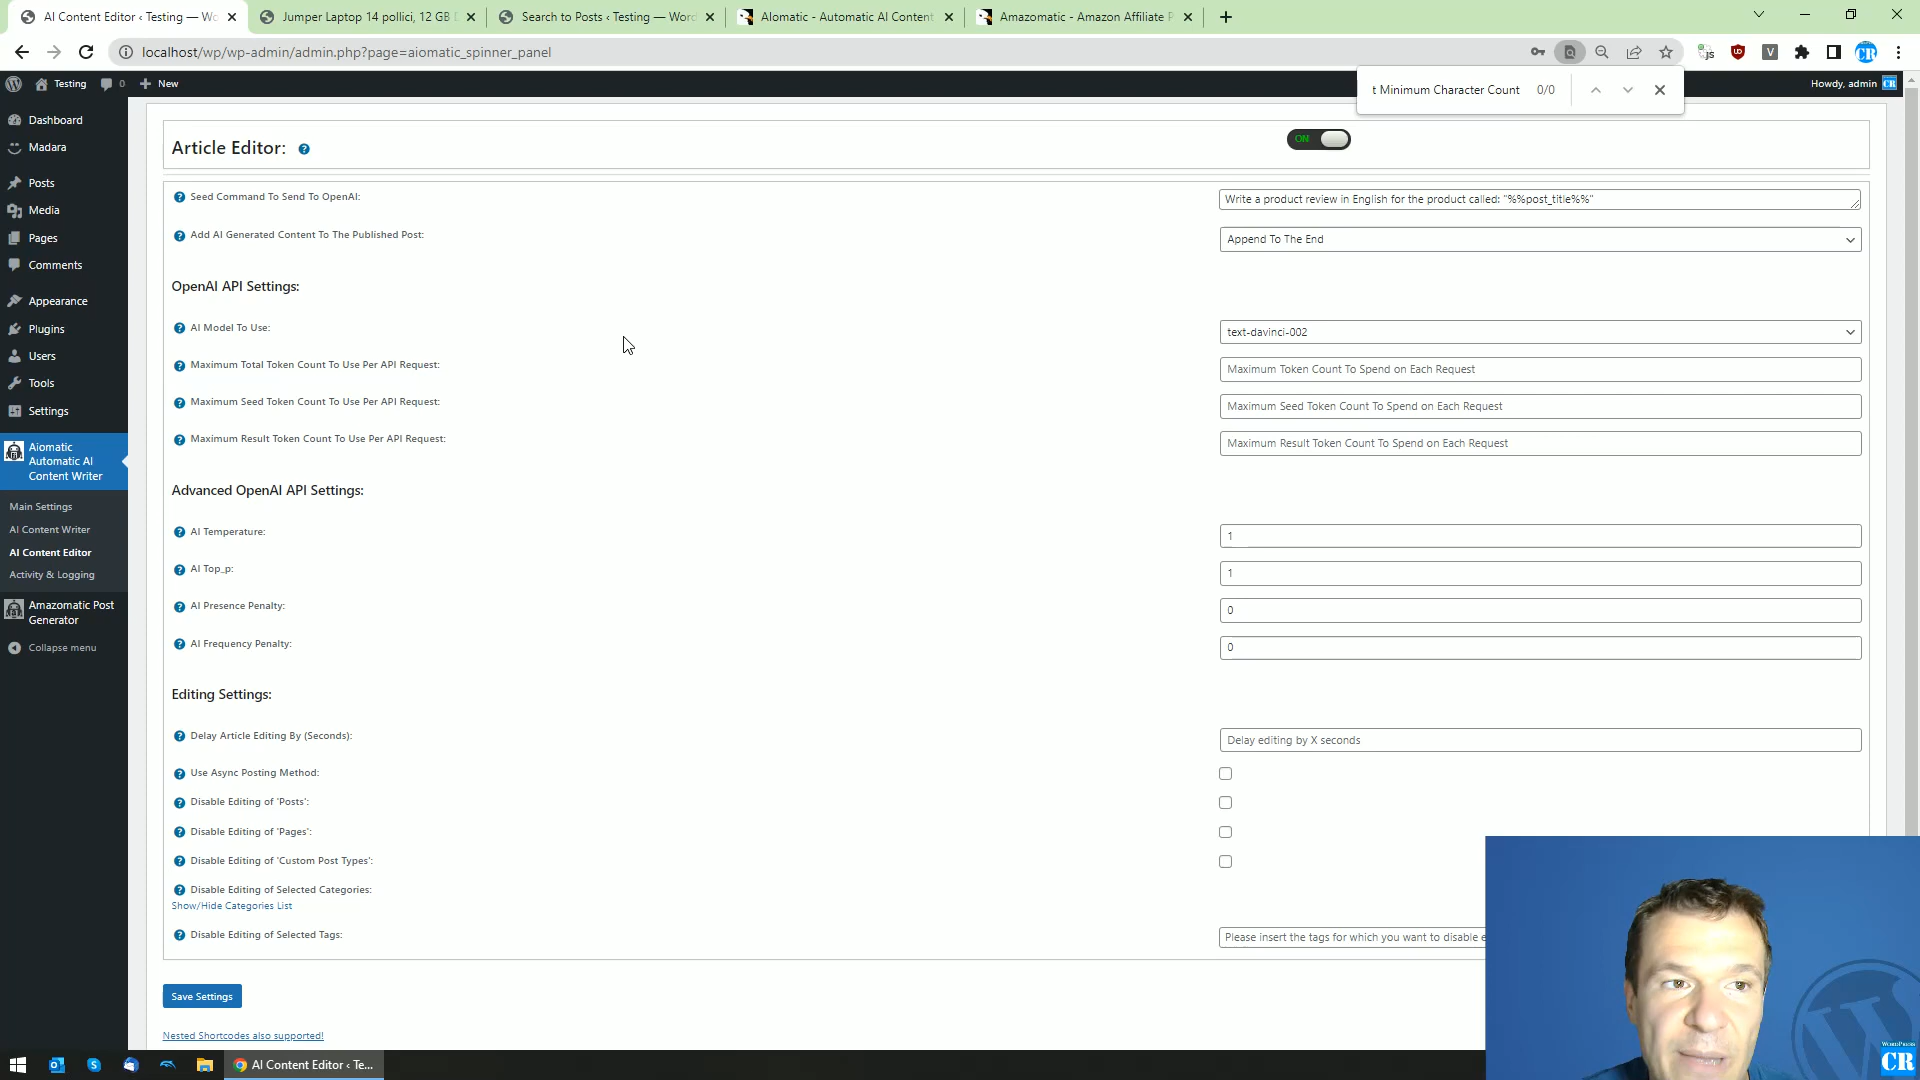 AI Content Editor ‹ Testing — Wo
Jumper Laptop 14 pollici, 12 GB
Search to Posts ‹ Testing — Word
AIomatic - Automatic AI Content
Amazomatic - Amazon Affiliate P
localhost/wp/wp-admin/admin.php?page=aiomatic_spinner_panel
Testing
0
New
Howdy, admin
CR
t Minimum Character Count
0/0
Dashboard
Madara
Posts
Media
Pages
Comments
Appearance
Plugins
Users
Tools
Settings
Aiomatic
Automatic AI
Content Writer
Main Settings
AI Content Writer
AI Content Editor
Activity & Logging
Amazomatic Post
Generator
Collapse menu
Article Editor:
ON
Seed Command To Send To OpenAI:
Write a product review in English for the product called: "%%post_title%%"
Add AI Generated Content To The Published Post:
Append To The End
OpenAI API Settings:
AI Model To Use:
text-davinci-002
Maximum Total Token Count To Use Per API Request:
Maximum Token Count To Spend on Each Request
Maximum Seed Token Count To Use Per API Request:
Maximum Seed Token Count To Spend on Each Request
Maximum Result Token Count To Use Per API Request:
Maximum Result Token Count To Spend on Each Request
Advanced OpenAI API Settings:
AI Temperature:
1
AI Top_p:
1
AI Presence Penalty:
0
AI Frequency Penalty:
0
Editing Settings:
Delay Article Editing By (Seconds):
Delay editing by X seconds
Use Async Posting Method:
Disable Editing of 'Posts':
Disable Editing of 'Pages':
Disable Editing of 'Custom Post Types':
Disable Editing of Selected Categories:
Show/Hide Categories List
Disable Editing of Selected Tags:
Please insert the tags for which you want to disable e
Save Settings
Nested Shortcodes also supported!
AI Content Editor ‹ Te...
WORDPRESS
CR